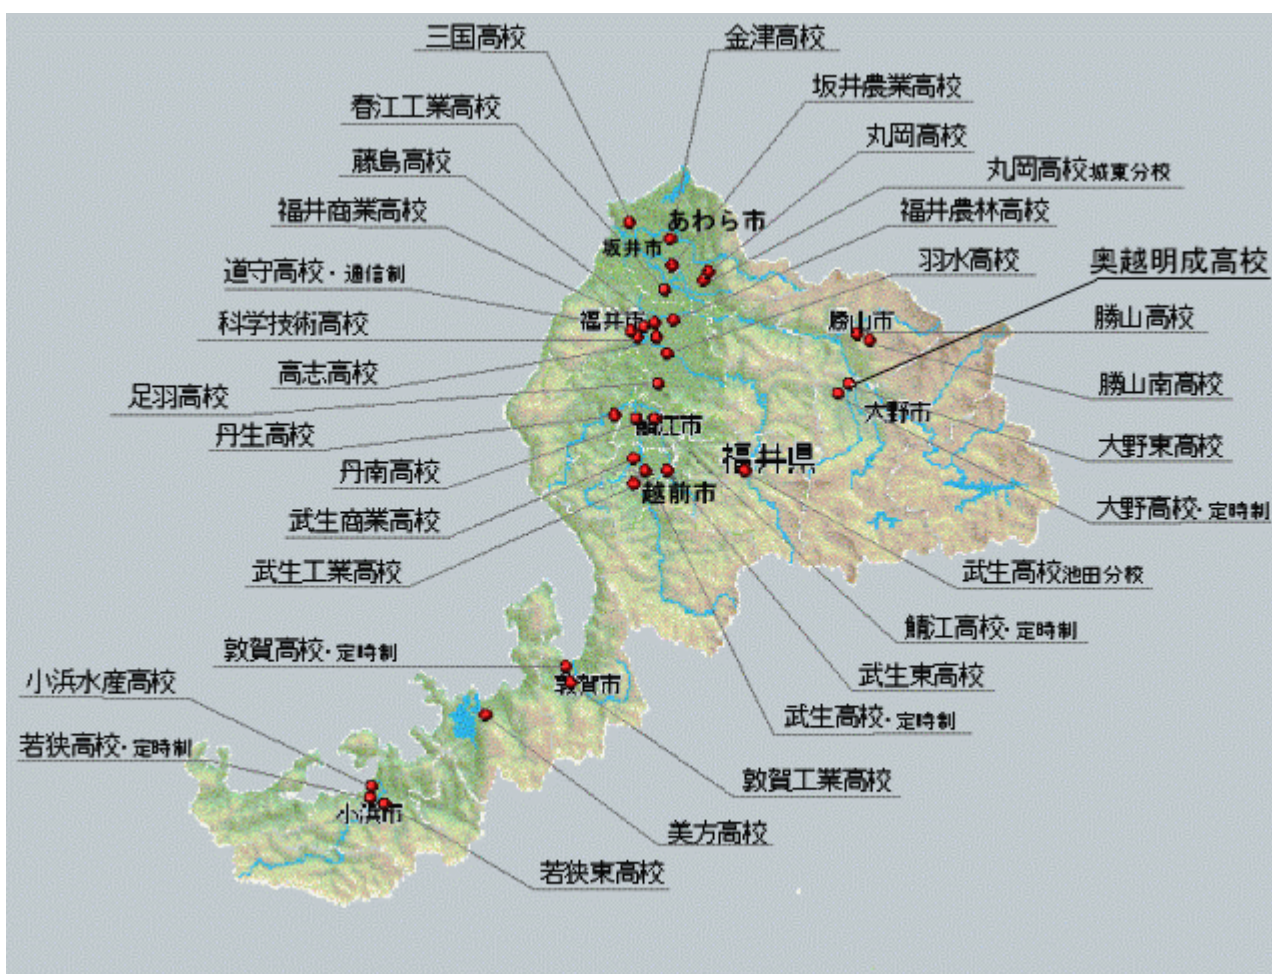 三国高校
金津高校
坂井農業高校
春江工業高校
丸岡高校
藤島高校
丸岡高校城東分校
福井商業高校
福井農林高校
あわら市
坂井市
道守高校・通信制
羽水高校
奥越明成高校
科学技術高校
福井市
勝山市
勝山高校
高志高校
勝山南高校
足羽高校
大野市
丹生高校
鯖江市
大野東高校
丹南高校
福井県
越前市
大野高校・定時制
武生商業高校
武生工業高校
武生高校池田分校
鯖江高校・定時制
敦賀高校・定時制
武生東高校
小浜水産高校
敦賀市
武生高校・定時制
若狭高校・定時制
敦賀工業高校
小浜市
美方高校
若狭東高校